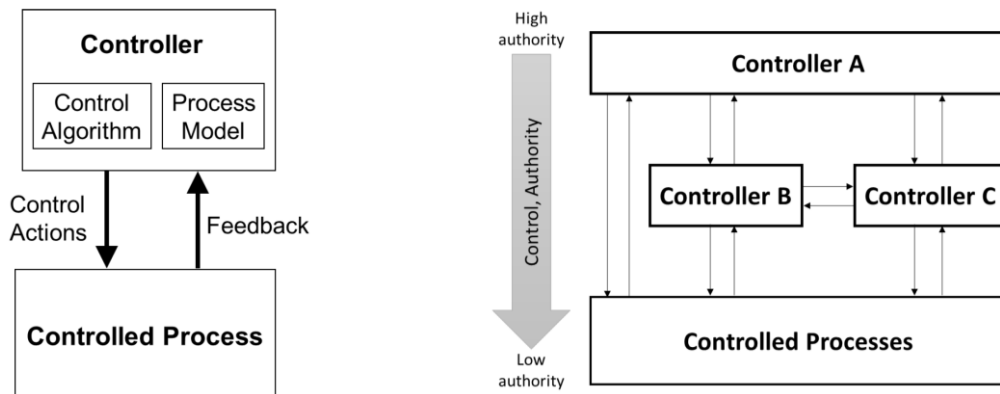 Controller
Control
Algorithm
Process
Model
Control
Actions
Feedback
Controlled Process
High
authority
Control, Authority
Low
authority
Controller A
Controller B
Controller C
Controlled Processes